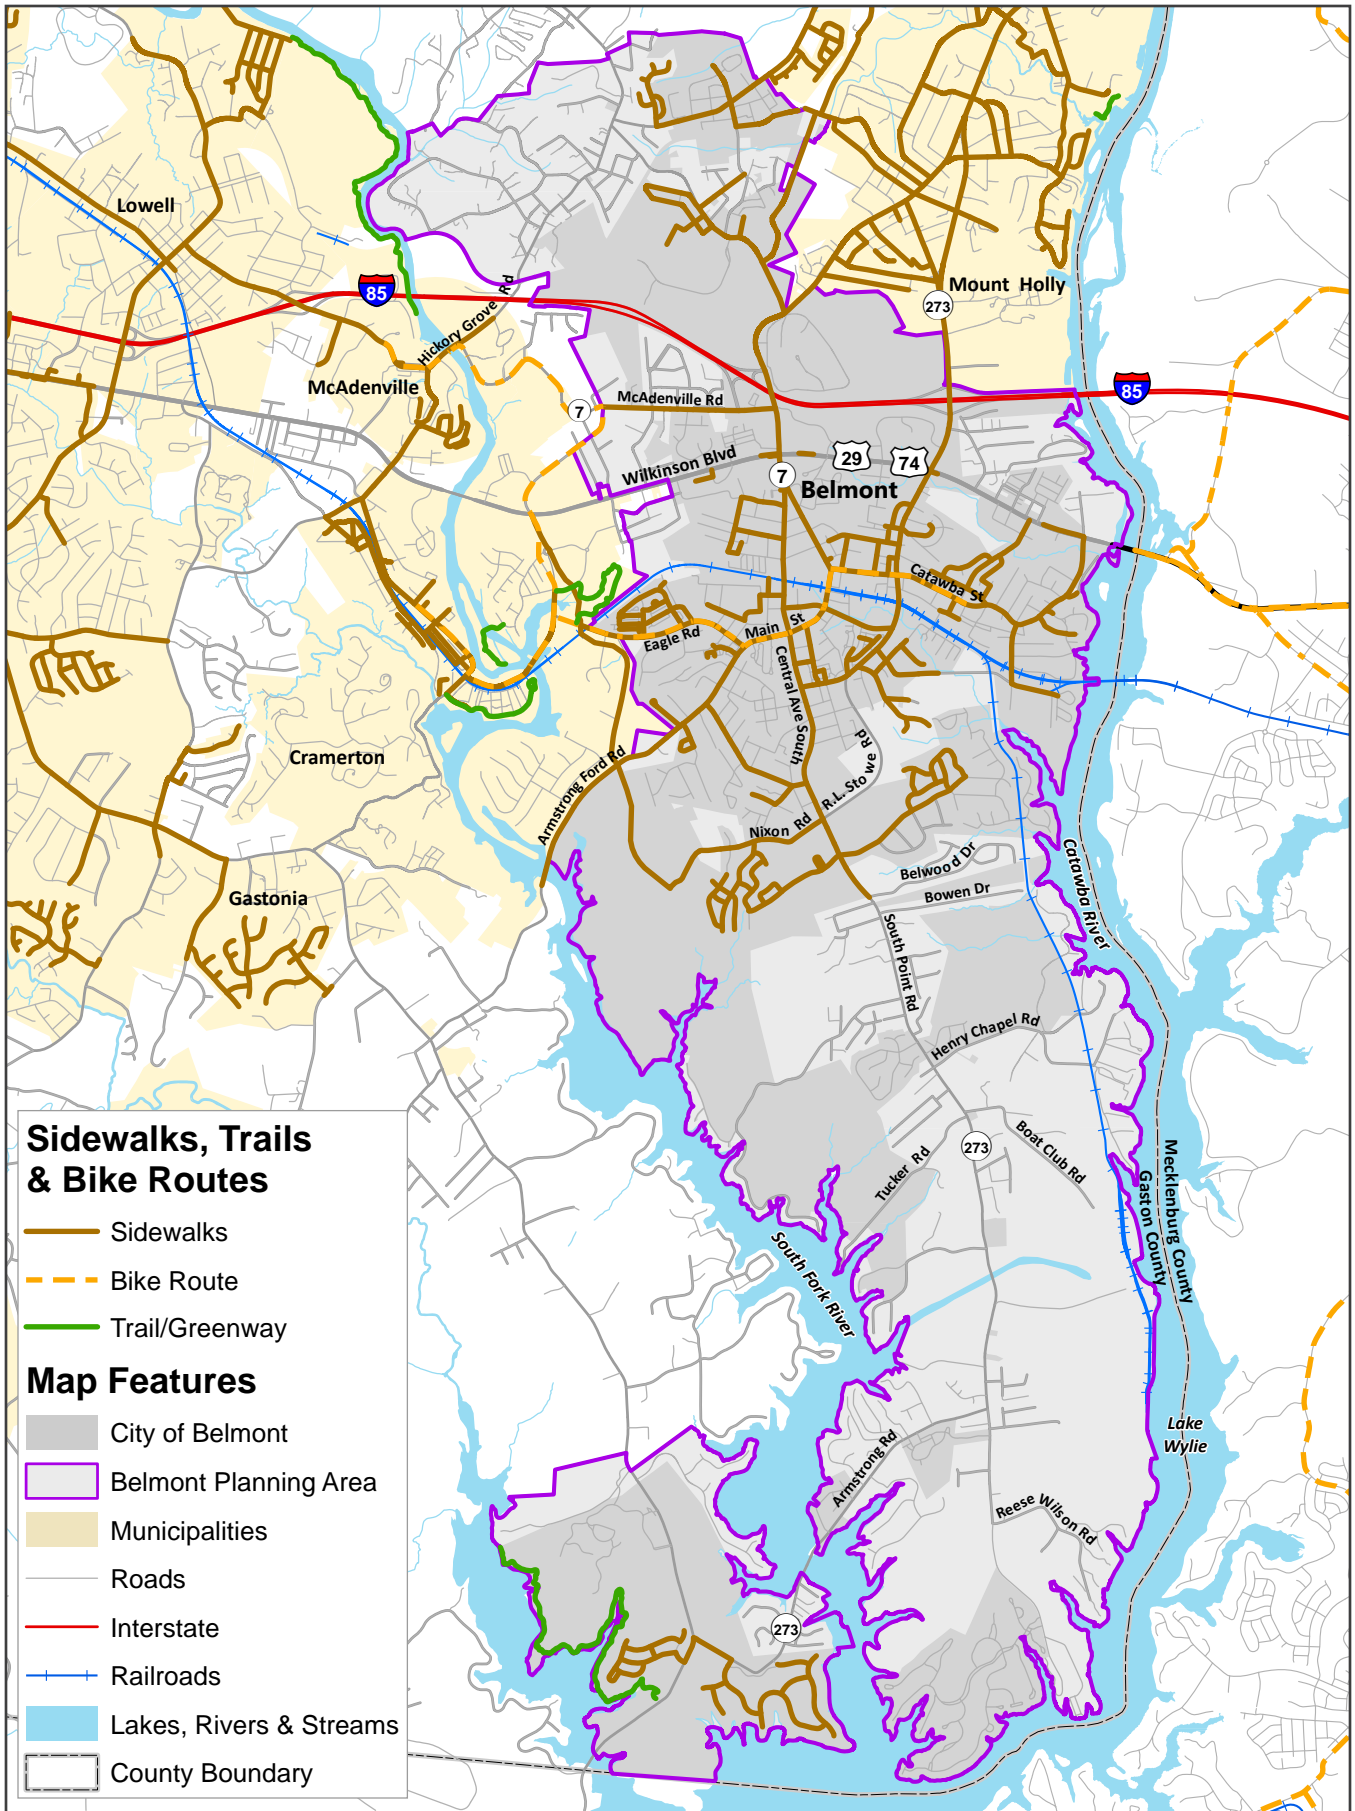 Lowell
85
Hickory Grove Rd
McAdenville
Mount Holly
273
85
7
McAdenville Rd
Wilkinson Blvd
29
74
7
Belmont
Catawba St
Eagle Rd
Main St
Central Ave South
Cramerton
Armstrong Ford Rd
R.L. Stowe Rd
Nixon Rd
Belwood Dr
Bowen Dr
Catawba River
Gastonia
South Point Rd
Henry Chapel Rd
273
Boat Club Rd
Tucker Rd
Mecklenburg County
Gaston County
South Fork River
Lake
Wylie
Armstrong Rd
Reese Wilson Rd
273
Sidewalks, Trails
& Bike Routes
Sidewalks
Bike Route
Trail/Greenway
Map Features
City of Belmont
Belmont Planning Area
Municipalities
Roads
Interstate
Railroads
Lakes, Rivers & Streams
County Boundary